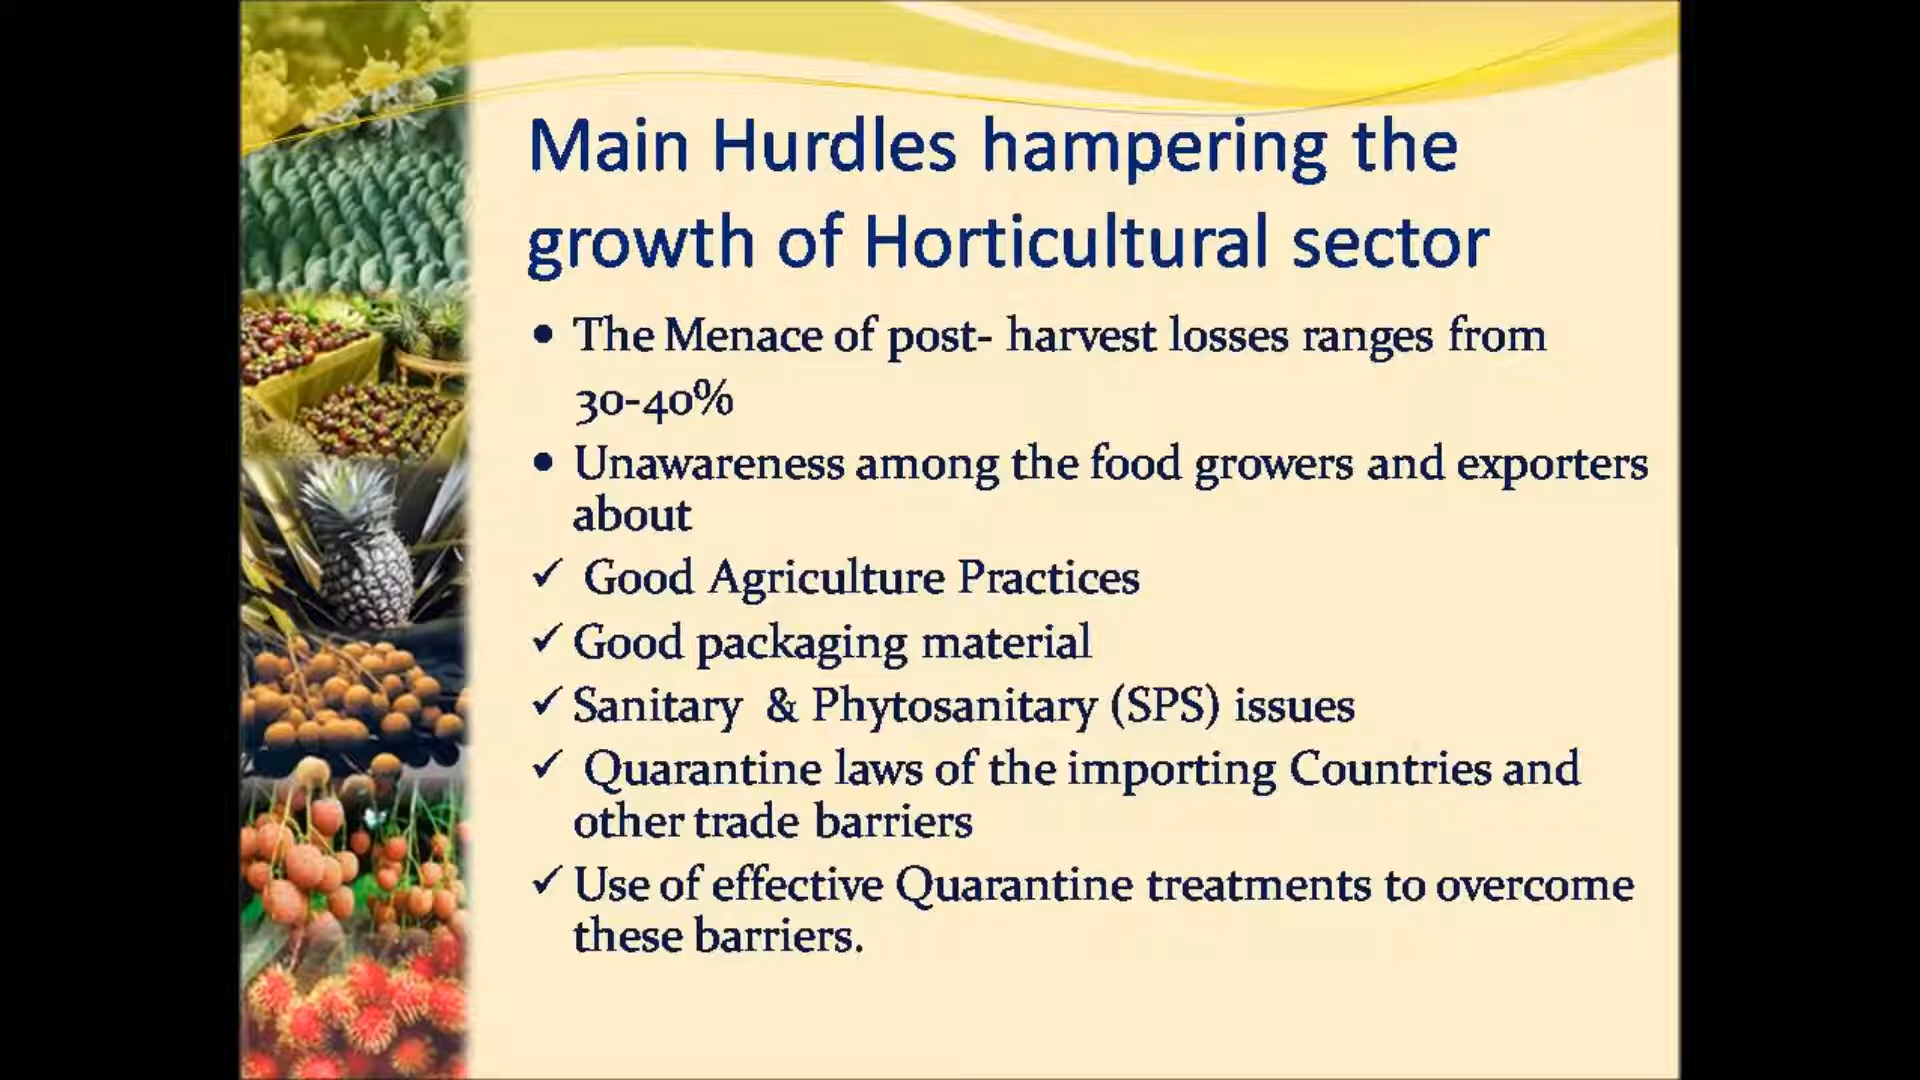 Main Hurdles hampering the
growth of Horticultural sector
• The Menace of post- harvest losses ranges from
30-40%
• Unawareness among the food growers and exporters
about
✓ Good Agriculture Practices
✓ Good packaging material
✓ Sanitary & Phytosanitary (SPS) issues
✓ Quarantine laws of the importing Countries and
other trade barriers
✓ Use of effective Quarantine treatments to overcome
these barriers.